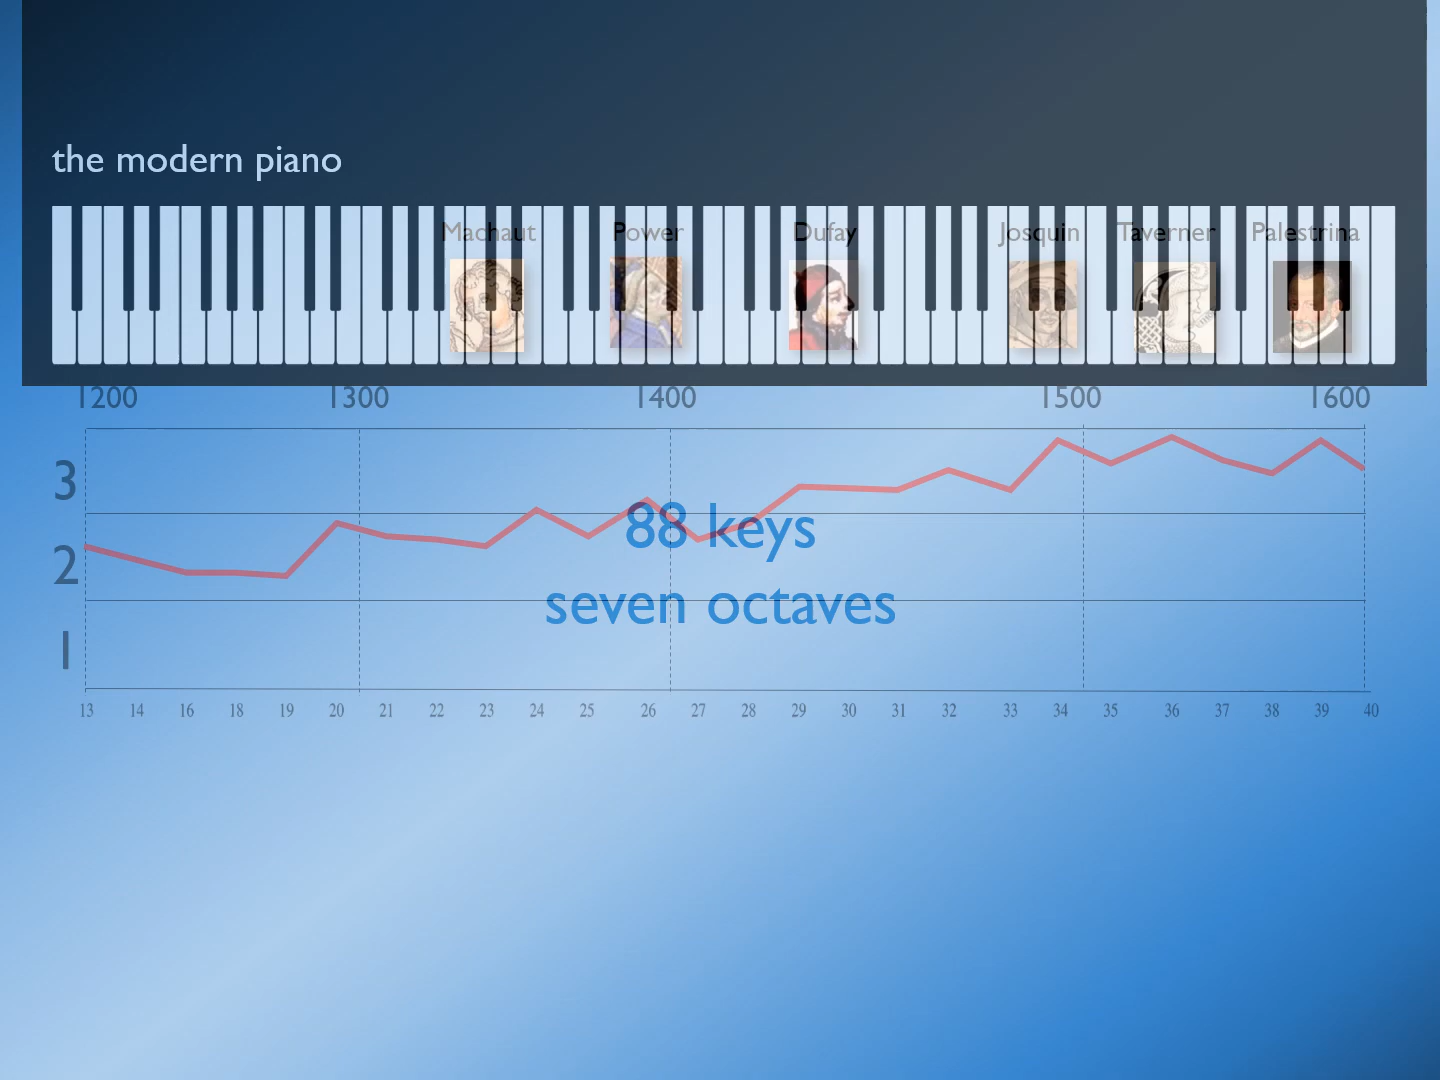 the modern piano
Machaut Power Dufay Josquin Taverner Palestrina
1200 1300 1400 1500 1600
3
88 keys
2
seven octaves
1
13 14 16 18 19 20 21 22 23 24 25 26 27 28 29 30 31 32 33 34 35 36 37 38 39 40